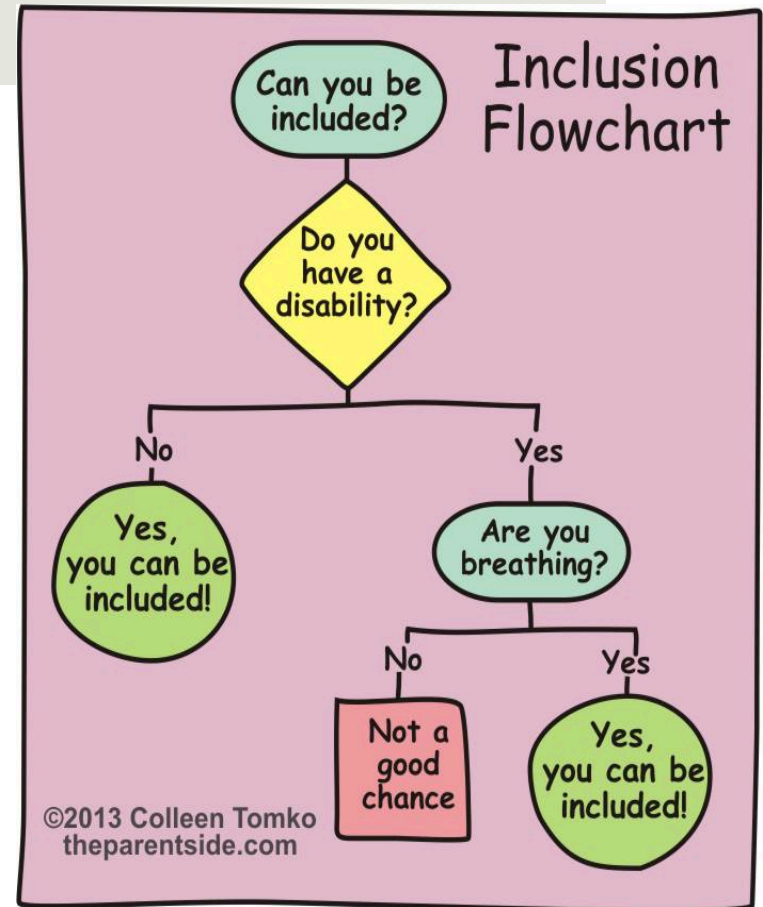 Inclusion
Flowchart
Can you be
included?
Do you
have a
disability?
No
Yes
Yes,
you can be
included!
Are you
breathing?
No
Yes
Not a
good
chance
Yes,
you can be
included!
©2013 Colleen Tomko
theparentside.com